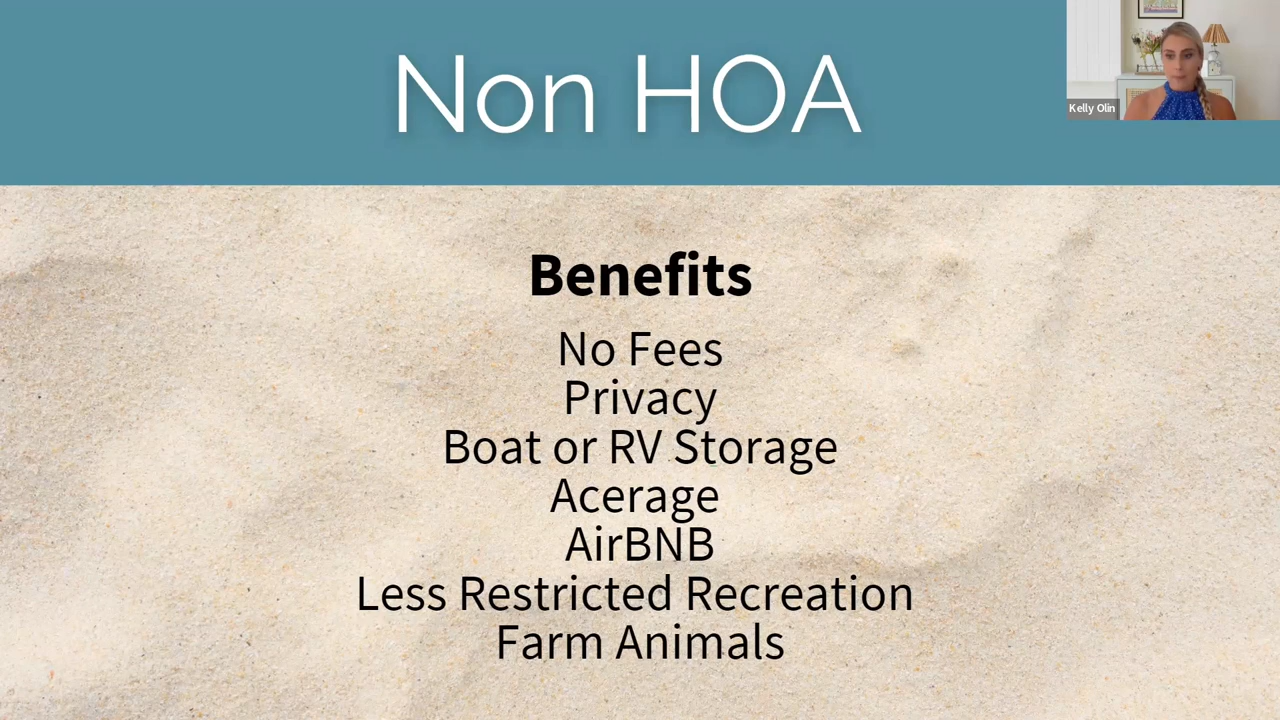 Non HOA
Kelly Olin
Benefits
No Fees
Privacy
Boat or RV Storage
Acerage
AirBNB
Less Restricted Recreation
Farm Animals